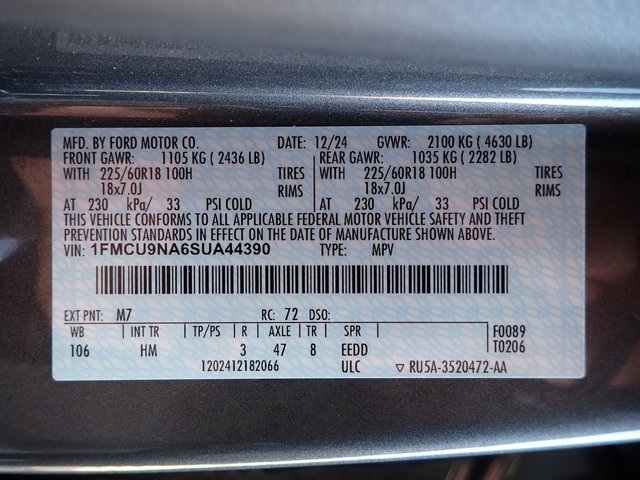 MFD. BY FORD MOTOR CO. DATE: 12/24 GVWR: 2100 KG ( 4630 LB)
FRONT GAWR: 1105 KG ( 2436 LB) REAR GAWR: 1035 KG ( 2282 LB)
WITH 225/60R18 100H TIRES WITH 225/60R18 100H TIRES
18x7.0J RIMS 18x7.0J RIMS
AT 230 kPa/ 33 PSI COLD AT 230 kPa/ 33 PSI COLD
THIS VEHICLE CONFORMS TO ALL APPLICABLE FEDERAL MOTOR VEHICLE SAFETY AND THEFT
PREVENTION STANDARDS IN EFFECT ON THE DATE OF MANUFACTURE SHOWN ABOVE.
VIN: 1FMCU9NA6SUA44390 TYPE: MPV
EXT PNT: M7 RC: 72 DSO:
WB INT TR TP/PS R AXLE TR SPR F0089
106 HM 3 47 8 EEDD T0206
1202412182066 ULC ▽ RU5A-3520472-AA